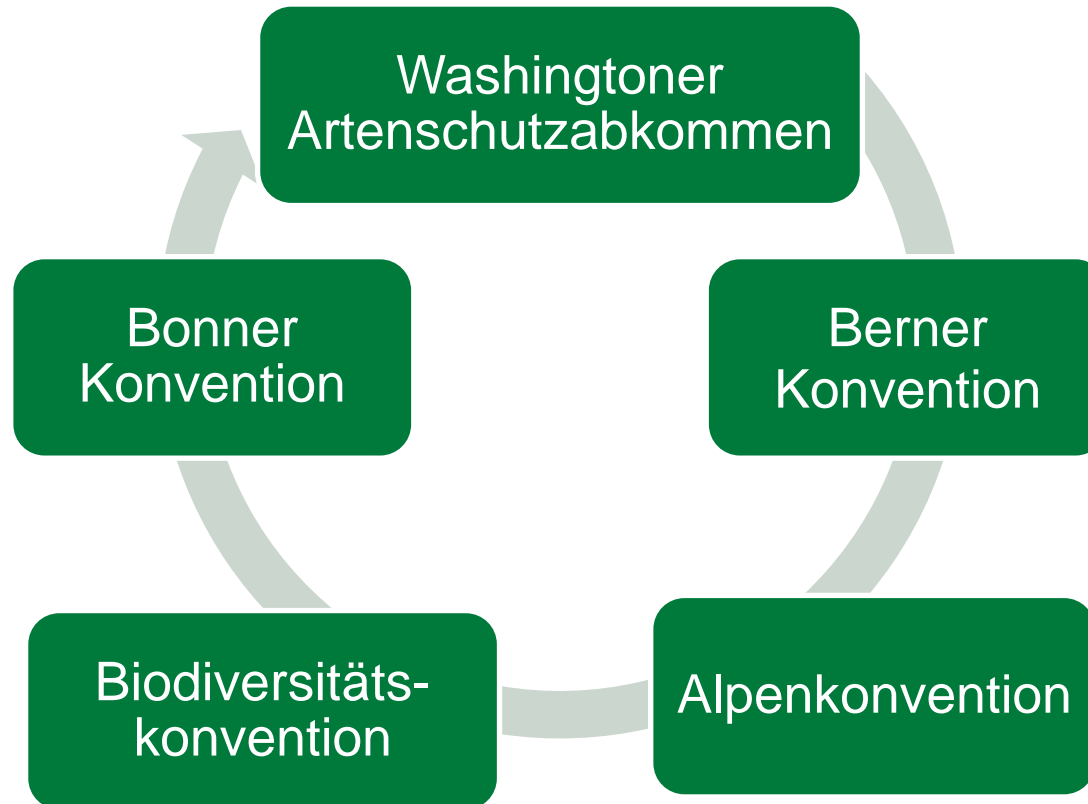 Washingtoner
Artenschutzabkommen
Bonner
Konvention
Berner
Konvention
Biodiversitäts-
konvention
Alpenkonvention